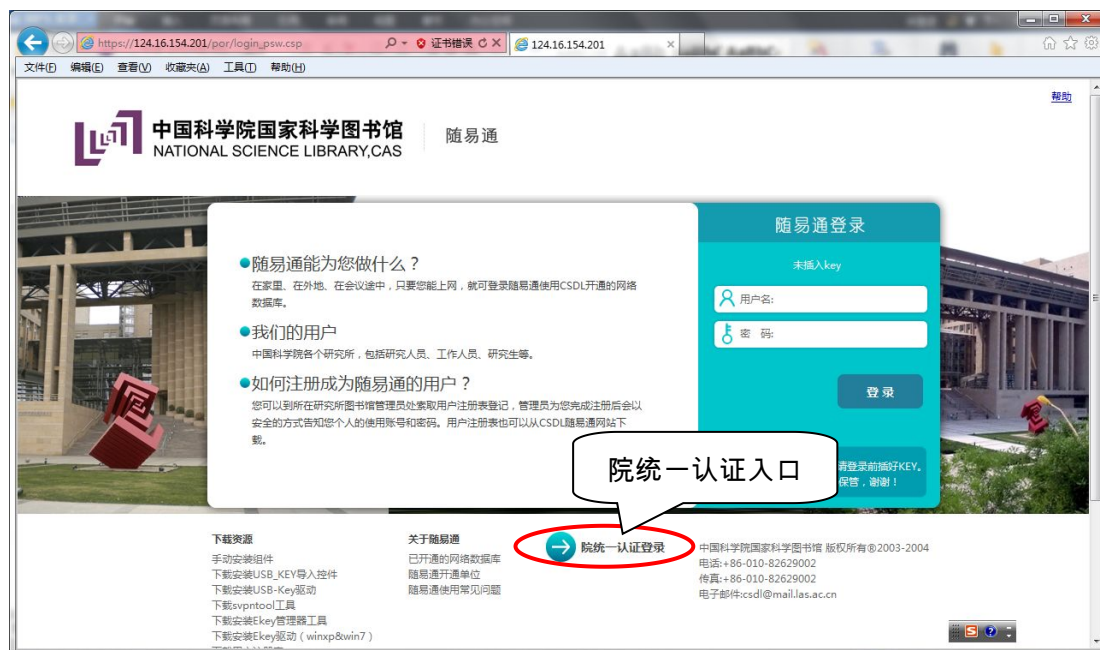 https://124.16.154.201/por/login_psw.csp
证书错误
124.16.154.201
文件(F) 编辑(E) 查看(V) 收藏夹(A) 工具(T) 帮助(H)
帮助
中国科学院国家科学图书馆
NATIONAL SCIENCE LIBRARY,CAS
随易通
随易通登录
未插入key
用户名:
密 码:
登录
请登录前插好KEY。
保管,谢谢!
随易通能为您做什么?
在家里、在外地、在会议途中,只要您能上网,就可登录随易通使用CSDL开通的网络
数据库。
我们的用户
中国科学院各个研究所,包括研究人员、工作人员、研究生等。
如何注册成为随易通的用户?
您可以到所在研究所图书馆管理员处索取用户注册表登记,管理员为您完成注册后会以
安全的方式告知您个人的使用账号和密码。用户注册表也可以从CSDL随易通网站下
载。
院统一认证入口
下载资源
手动安装组件
下载安装USB_KEY导入控件
下载安装USB-Key驱动
下载svpntool工具
下载安装Ekey管理器工具
下载安装Ekey驱动(winxp&win7)
关于随易通
已开通的网络数据库
随易通开通单位
随易通使用常见问题
院统一认证登录
中国科学院国家科学图书馆 版权所有®2003-2004
电话:+86-010-82629002
传真:+86-010-82629002
电子邮件:csdl@mail.las.ac.cn